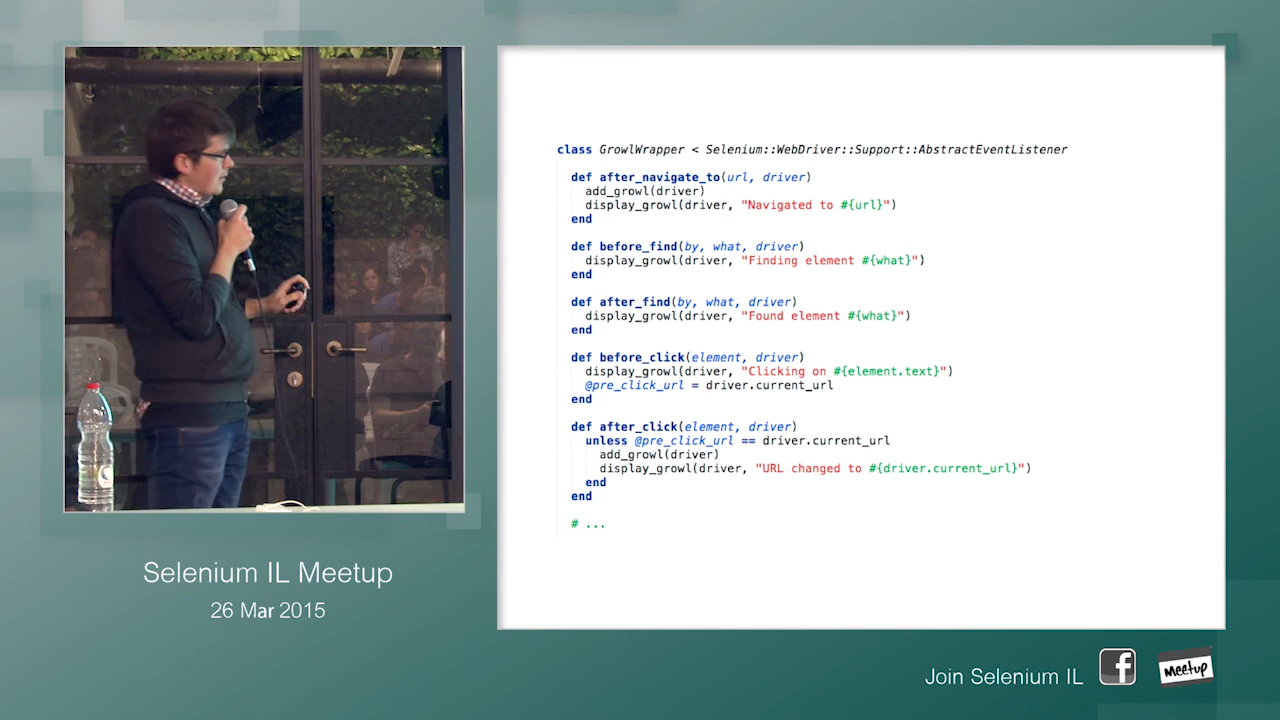 class GrowlWrapper < Selenium::WebDriver::Support::AbstractEventListener
def after_navigate_to(url, driver)
add_growl(driver)
display_growl(driver, "Navigated to #{url}")
end
def before_find(by, what, driver)
display_growl(driver, "Finding element #{what}")
end
def after_find(by, what, driver)
display_growl(driver, "Found element #{what}")
end
def before_click(element, driver)
display_growl(driver, "Clicking on #{element.text}")
@pre_click_url = driver.current_url
end
def after_click(element, driver)
unless @pre_click_url == driver.current_url
add_growl(driver)
display_growl(driver, "URL changed to #{driver.current_url}")
end
end
# ...
Selenium IL Meetup
26 Mar 2015
Join Selenium IL
f
Meetup